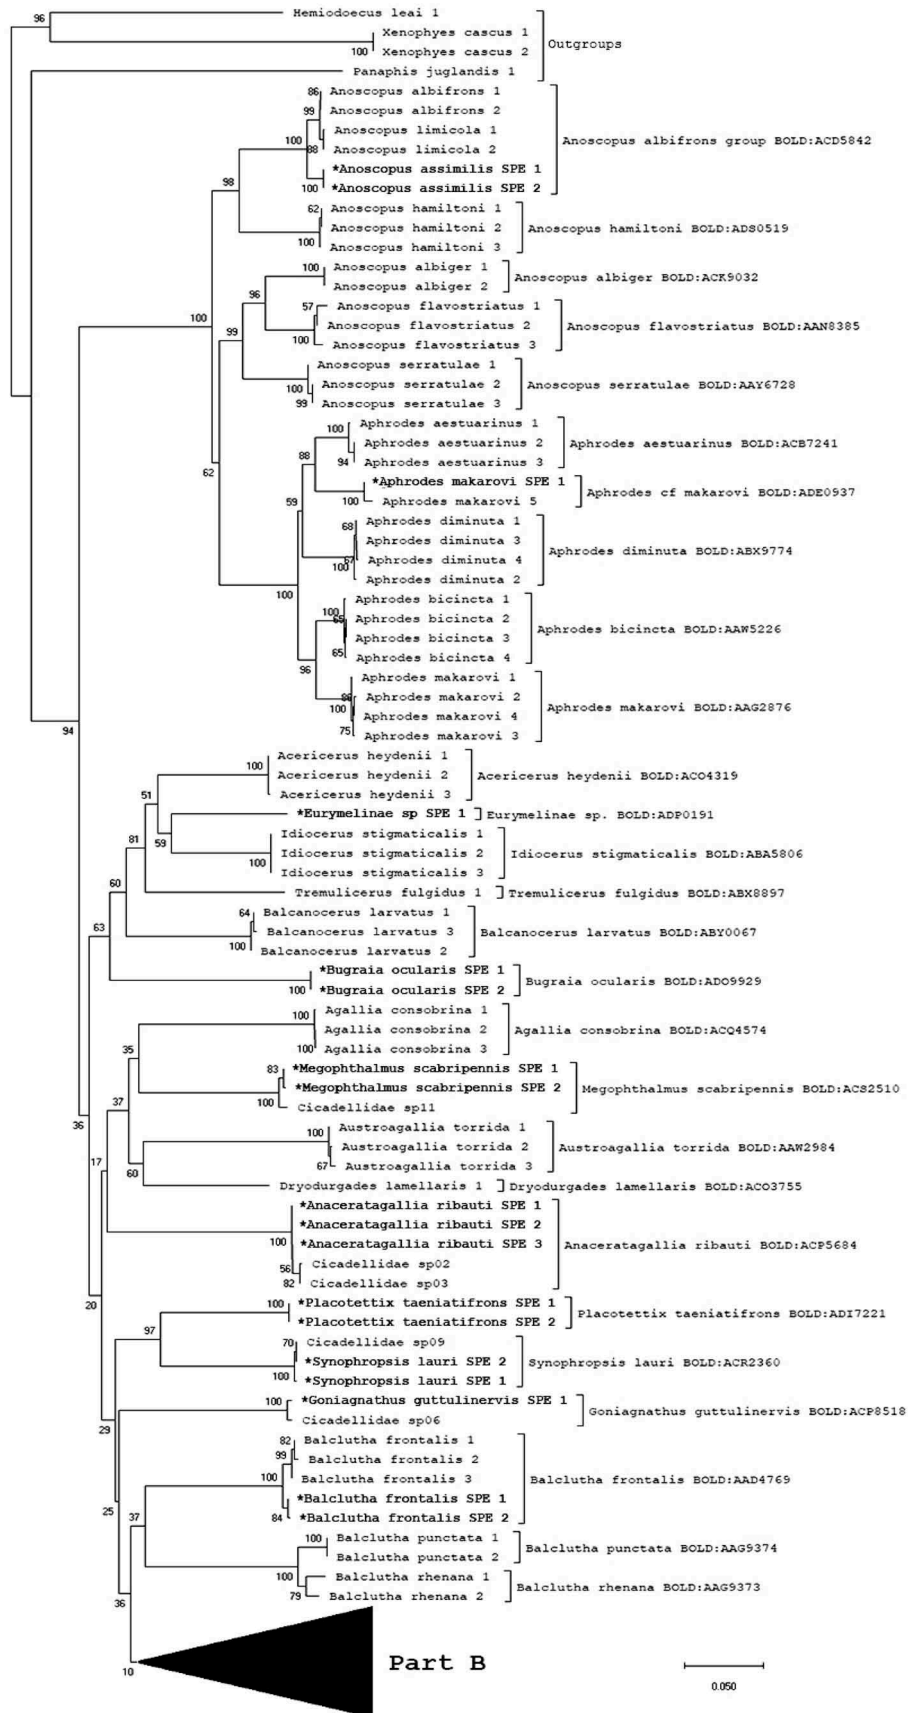 96
Hemiodoecus leai 1
Xenophyes cascus 1
100
Xenophyes cascus 2
Outgroups
Panaphis juglandis 1
86
Anoscopus albifrons 1
99
Anoscopus albifrons 2
100
Anoscopus limicola 1
88
Anoscopus limicola 2
Anoscopus albifrons group BOLD:ACD5842
*Anoscopus assimilis SPE 1
100
*Anoscopus assimilis SPE 2
98
62
Anoscopus hamiltoni 1
Anoscopus hamiltoni 2
100
Anoscopus hamiltoni 3
Anoscopus hamiltoni BOLD:ADS0519
100
Anoscopus albiger 1
Anoscopus albiger 2
Anoscopus albiger BOLD:ACK9032
96
57
Anoscopus flavostriatus 1
Anoscopus flavostriatus 2
100
Anoscopus flavostriatus 3
Anoscopus flavostriatus BOLD:AAN8385
100
99
Anoscopus serratulae 1
100
Anoscopus serratulae 2
99
Anoscopus serratulae 3
Anoscopus serratulae BOLD:AAY6728
62
100
Aphrodes aestuarinus 1
Aphrodes aestuarinus 2
94
Aphrodes aestuarinus 3
Aphrodes aestuarinus BOLD:ACB7241
88
*Aphrodes makarovi SPE 1
100
Aphrodes makarovi 5
Aphrodes cf makarovi BOLD:ADE0937
59
68
Aphrodes diminuta 1
Aphrodes diminuta 3
67
Aphrodes diminuta 4
100
Aphrodes diminuta 2
Aphrodes diminuta BOLD:ABX9774
100
100
Aphrodes bicincta 1
65
Aphrodes bicincta 2
Aphrodes bicincta 3
65
Aphrodes bicincta 4
Aphrodes bicincta BOLD:AAW5226
96
Aphrodes makarovi 1
Aphrodes makarovi 2
100
Aphrodes makarovi 4
75
Aphrodes makarovi 3
Aphrodes makarovi BOLD:AAG2876
94
Acericerus heydenii 1
100
Acericerus heydenii 2
Acericerus heydenii 3
Acericerus heydenii BOLD:ACO4319
51
*Eurymelinae sp SPE 1
Eurymelinae sp. BOLD:ADP0191
59
Idiocerus stigmaticalis 1
Idiocerus stigmaticalis 2
100
Idiocerus stigmaticalis 3
Idiocerus stigmaticalis BOLD:ABA5806
81
Tremulicerus fulgidus 1
Tremulicerus fulgidus BOLD:ABX8897
60
64
Balcanocerus larvatus 1
Balcanocerus larvatus 3
100
Balcanocerus larvatus 2
Balcanocerus larvatus BOLD:ABY0067
63
*Bugraia ocularis SPE 1
100
*Bugraia ocularis SPE 2
Bugraia ocularis BOLD:ADO9929
100
Agallia consobrina 1
Agallia consobrina 2
100
Agallia consobrina 3
Agallia consobrina BOLD:ACQ4574
35
83
*Megophthalmus scabripennis SPE 1
*Megophthalmus scabripennis SPE 2
100
Cicadellidae sp11
Megophthalmus scabripennis BOLD:ACS2510
37
36
100
Austroagallia torrida 1
Austroagallia torrida 2
67
Austroagallia torrida 3
Austroagallia torrida BOLD:AAW2984
60
Dryodurgades lamellaris 1
Dryodurgades lamellaris BOLD:ACO3755
17
*Anaceratagallia ribauti SPE 1
*Anaceratagallia ribauti SPE 2
100
*Anaceratagallia ribauti SPE 3
56
Cicadellidae sp02
82
Cicadellidae sp03
Anaceratagallia ribauti BOLD:ACP5684
20
100
*Placotettix taeniatifrons SPE 1
*Placotettix taeniatifrons SPE 2
Placotettix taeniatifrons BOLD:ADI7221
97
70
Cicadellidae sp09
*Synophropsis lauri SPE 2
100
*Synophropsis lauri SPE 1
Synophropsis lauri BOLD:ACR2360
29
100
*Goniagnathus guttulinervis SPE 1
Cicadellidae sp06
Goniagnathus guttulinervis BOLD:ACP8518
82
Balclutha frontalis 1
99
Balclutha frontalis 2
100
Balclutha frontalis 3
*Balclutha frontalis SPE 1
84
*Balclutha frontalis SPE 2
Balclutha frontalis BOLD:AAD4769
25
37
100
Balclutha punctata 1
Balclutha punctata 2
Balclutha punctata BOLD:AAG9374
100
Balclutha rhenana 1
79
Balclutha rhenana 2
Balclutha rhenana BOLD:AAG9373
36
10
Part B
0.050